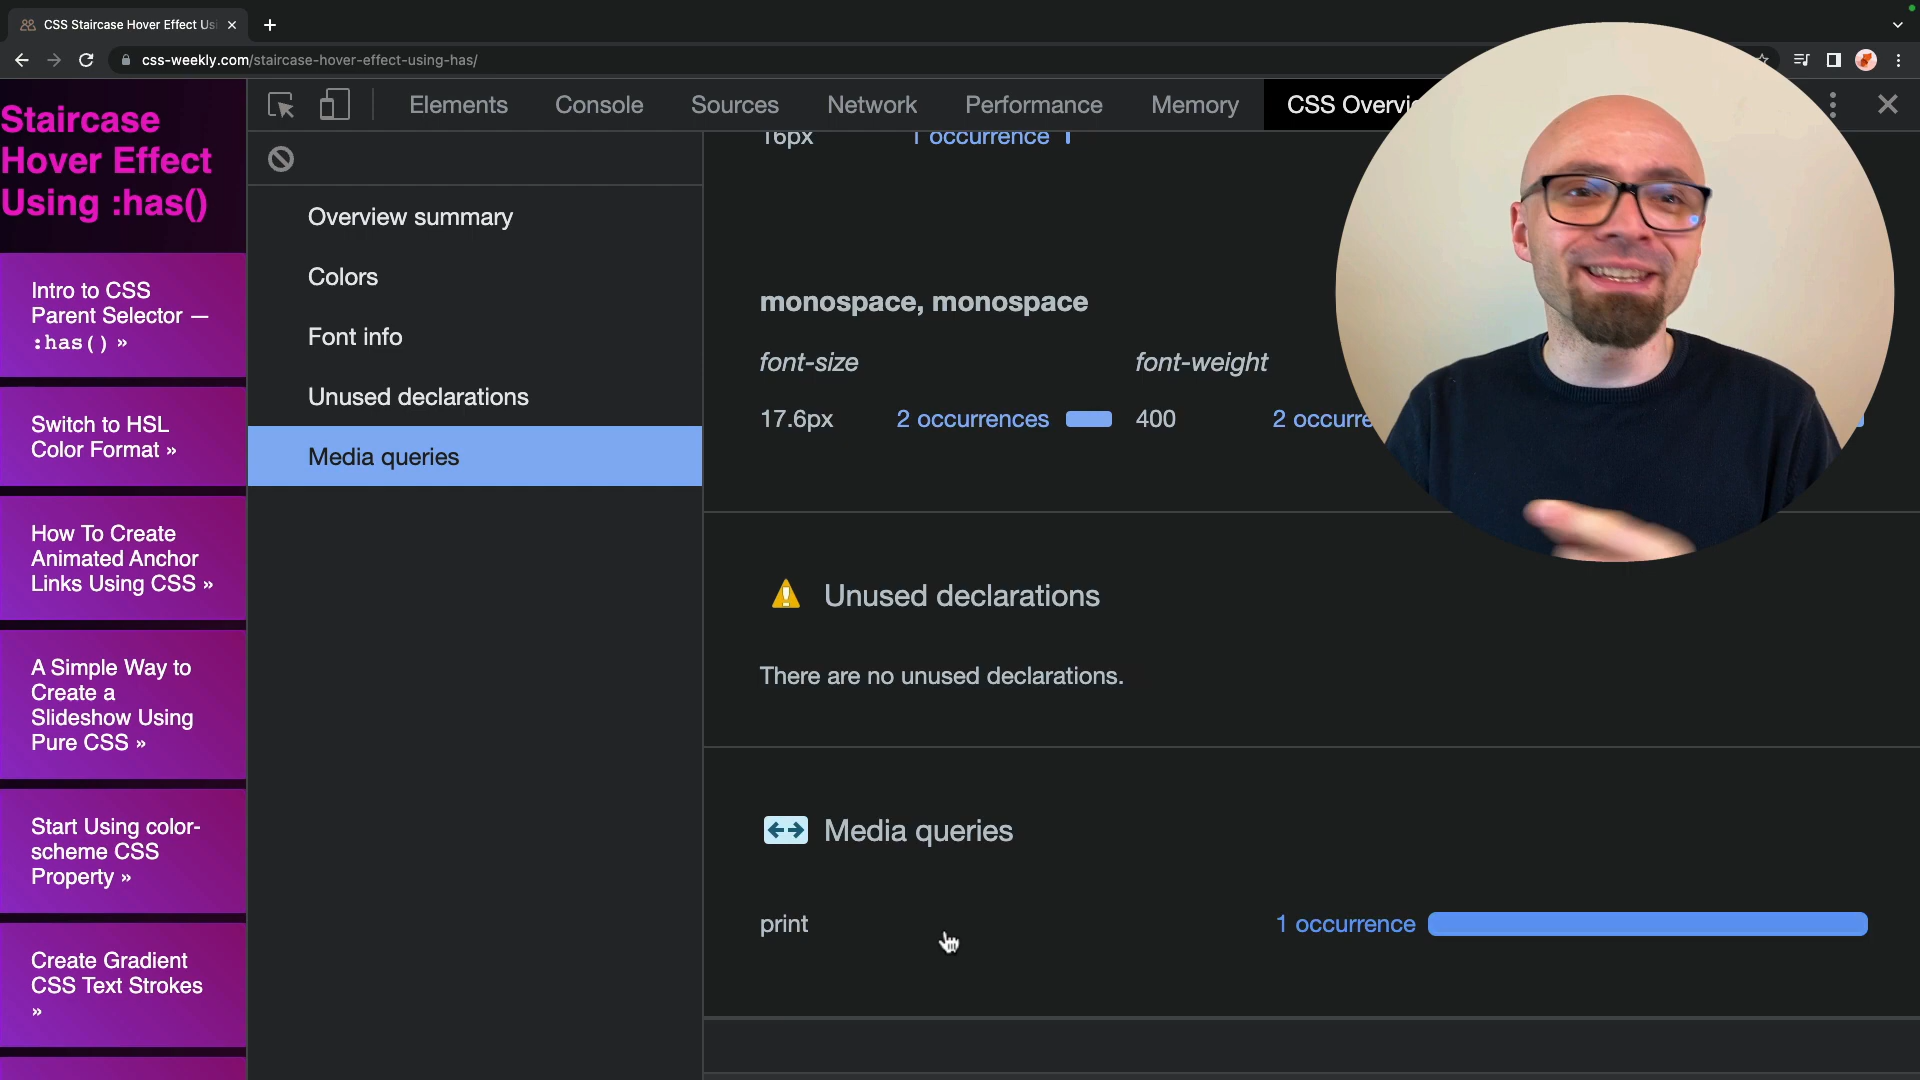 CSS Staircase Hover Effect Usi
css-weekly.com/staircase-hover-effect-using-has/
Elements Console Sources Network Performance Memory CSS
Staircase
Hover Effect
Using :has()
Intro to CSS
Parent Selector —
:has() »
Switch to HSL
Color Format »
How To Create
Animated Anchor
Links Using CSS »
A Simple Way to
Create a
Slideshow Using
Pure CSS »
Start Using color-
scheme CSS
Property »
Create Gradient
CSS Text Strokes
»
Overview summary
Colors
Font info
Unused declarations
Media queries
16px 1 occurrence
monospace, monospace
font-size font-weight
17.6px 2 occurrences 400 2 occurre
Unused declarations
There are no unused declarations.
Media queries
print 1 occurrence